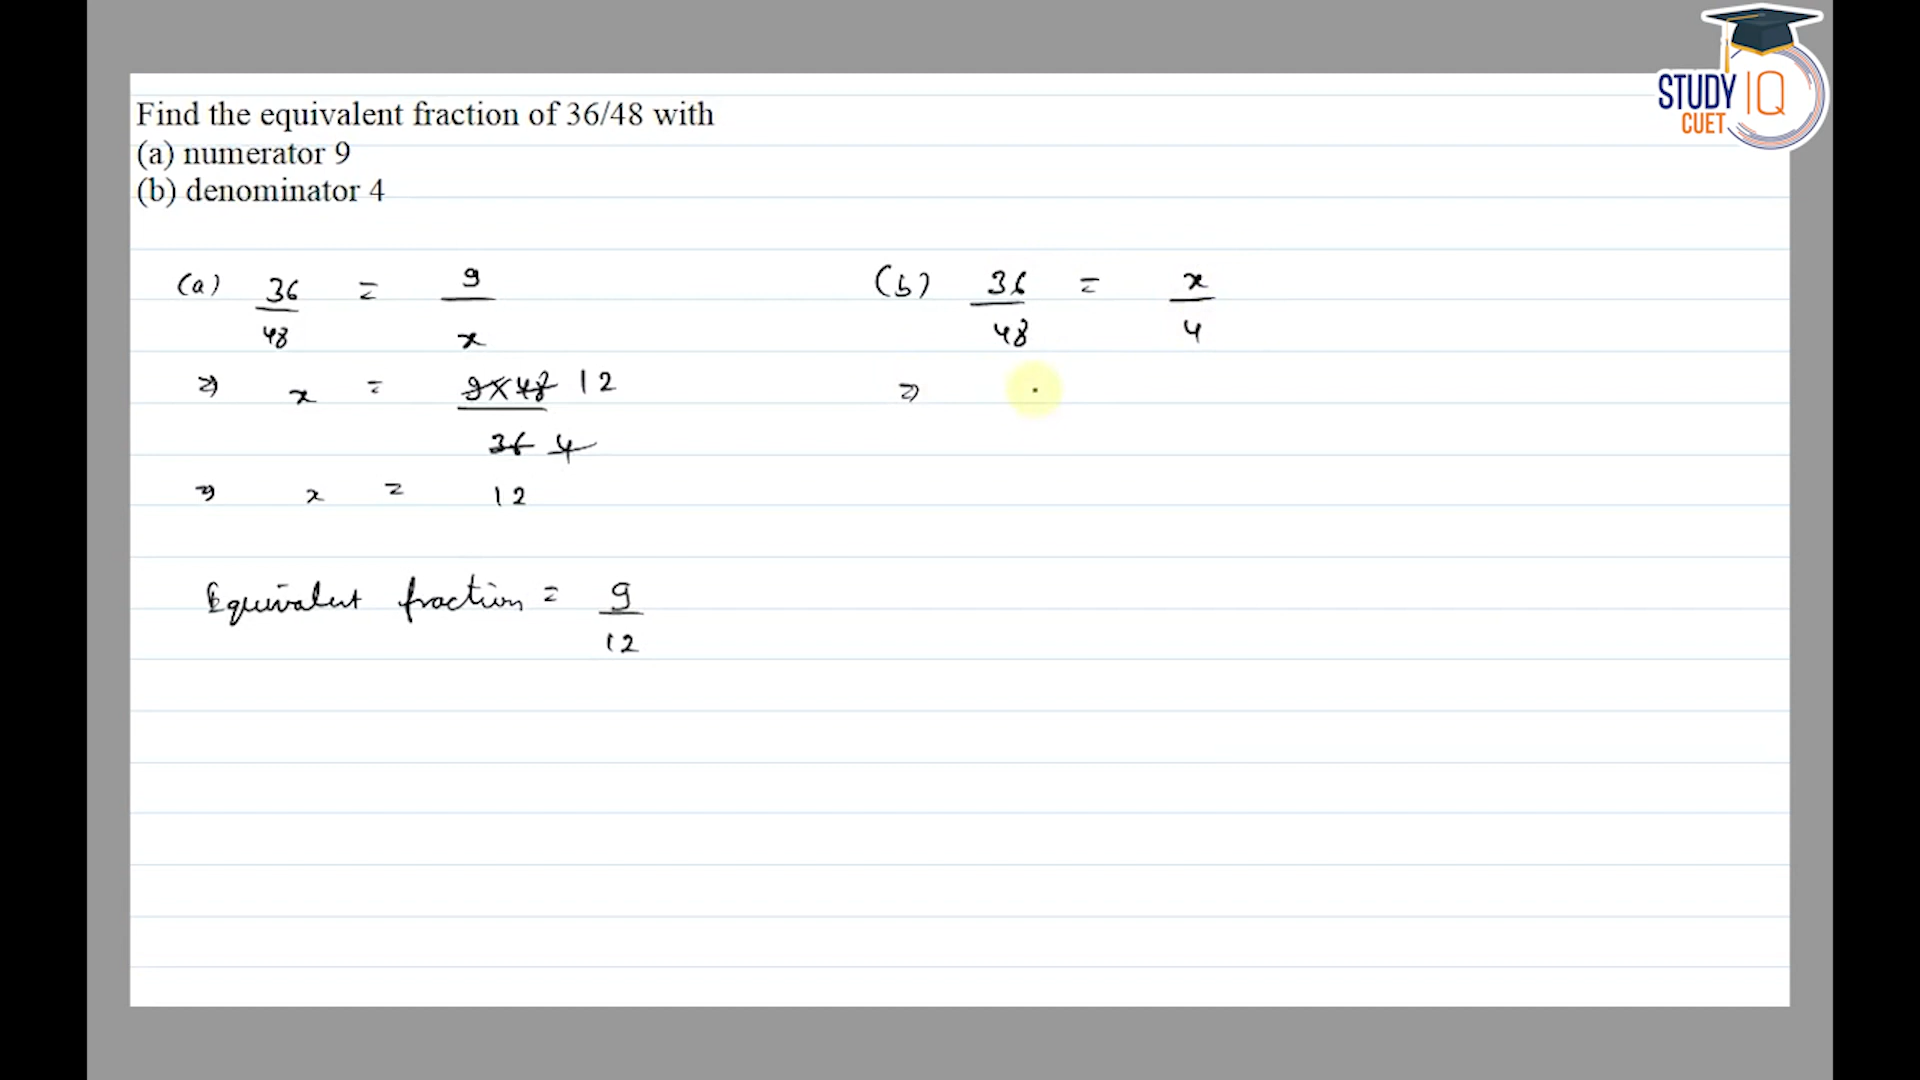 STUDY IQ
CUET
Find the equivalent fraction of 36/48 with
(a) numerator 9
(b) denominator 4
(a) 36/48 = 9/x
⇒ x = 9×48 12 / 36 4
⇒ x = 12
Equivalent fraction = 9/12
(b) 36/48 = x/4
⇒